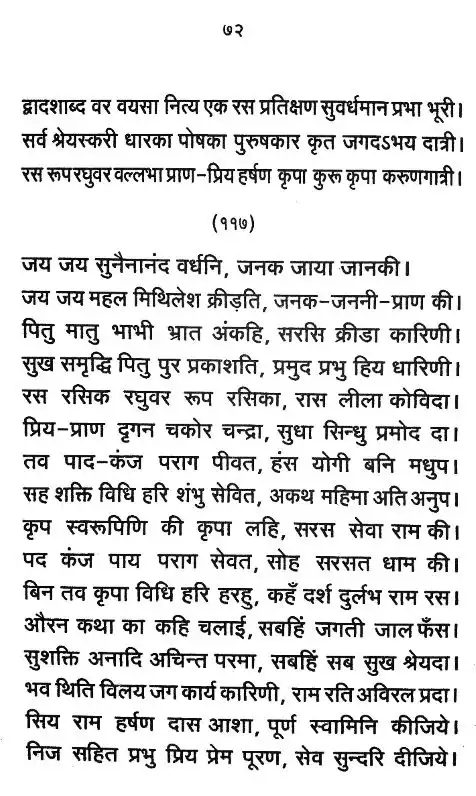 ७२
द्वादशाब्द वर वयसा नित्य एक रस प्रतिक्षण सुवर्धमान प्रभा भूरी।
सर्व श्रेयस्करी धारका पोषका पुरुषकार कृत जगदऽभय दात्री।
रस रूप रघुवर वल्लभा प्राण-प्रिय हर्षण कृपा कुरू कृपा करुणगात्री।
(११७)
जय जय सुनैनानंद वर्धनि, जनक जाया जानकी।
जय जय महल मिथिलेश क्रीड़ति, जनक-जननी-प्राण की।
पितु मातु भाभी भ्रात अंकहि, सरसि क्रीडा कारिणी।
सुख समृद्धि पितु पुर प्रकाशति, प्रमुद प्रभु हिय धारिणी।
रस रसिक रघुवर रूप रसिका, रास लीला कोविदा।
प्रिय-प्राण दृगन चकोर चन्द्रा, सुधा सिन्धु प्रमोद दा।
तव पाद-कंज पराग पीवत, हंस योगी बनि मधुप।
सह शक्ति विधि हरि शंभु सेवित, अकथ महिमा अति अनुप।
कृप स्वरूपिणि की कृपा लहि, सरस सेवा राम की।
पद कंज पाय पराग सेवत, सोह सरसत धाम की।
बिन तव कृपा विधि हरि हरहु, कहँ दर्श दुर्लभ राम रस।
औरन कथा का कहि चलाई, सबहिं जगती जाल फँस।
सुशक्ति अनादि अचिन्त परमा, सबहिं सब सुख श्रेयदा।
भव थिति विलय जग कार्य कारिणी, राम रति अविरल प्रदा।
सिय राम हर्षण दास आशा, पूर्ण स्वामिनि कीजिये।
निज सहित प्रभु प्रिय प्रेम पूरण, सेव सुन्दरि दीजिये।